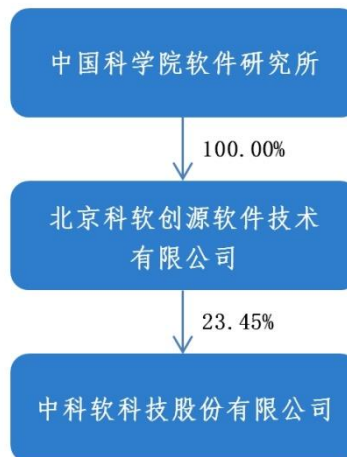 中国科学院软件研究所
100.00%
北京科软创源软件技术
有限公司
23.45%
中科软科技股份有限公司